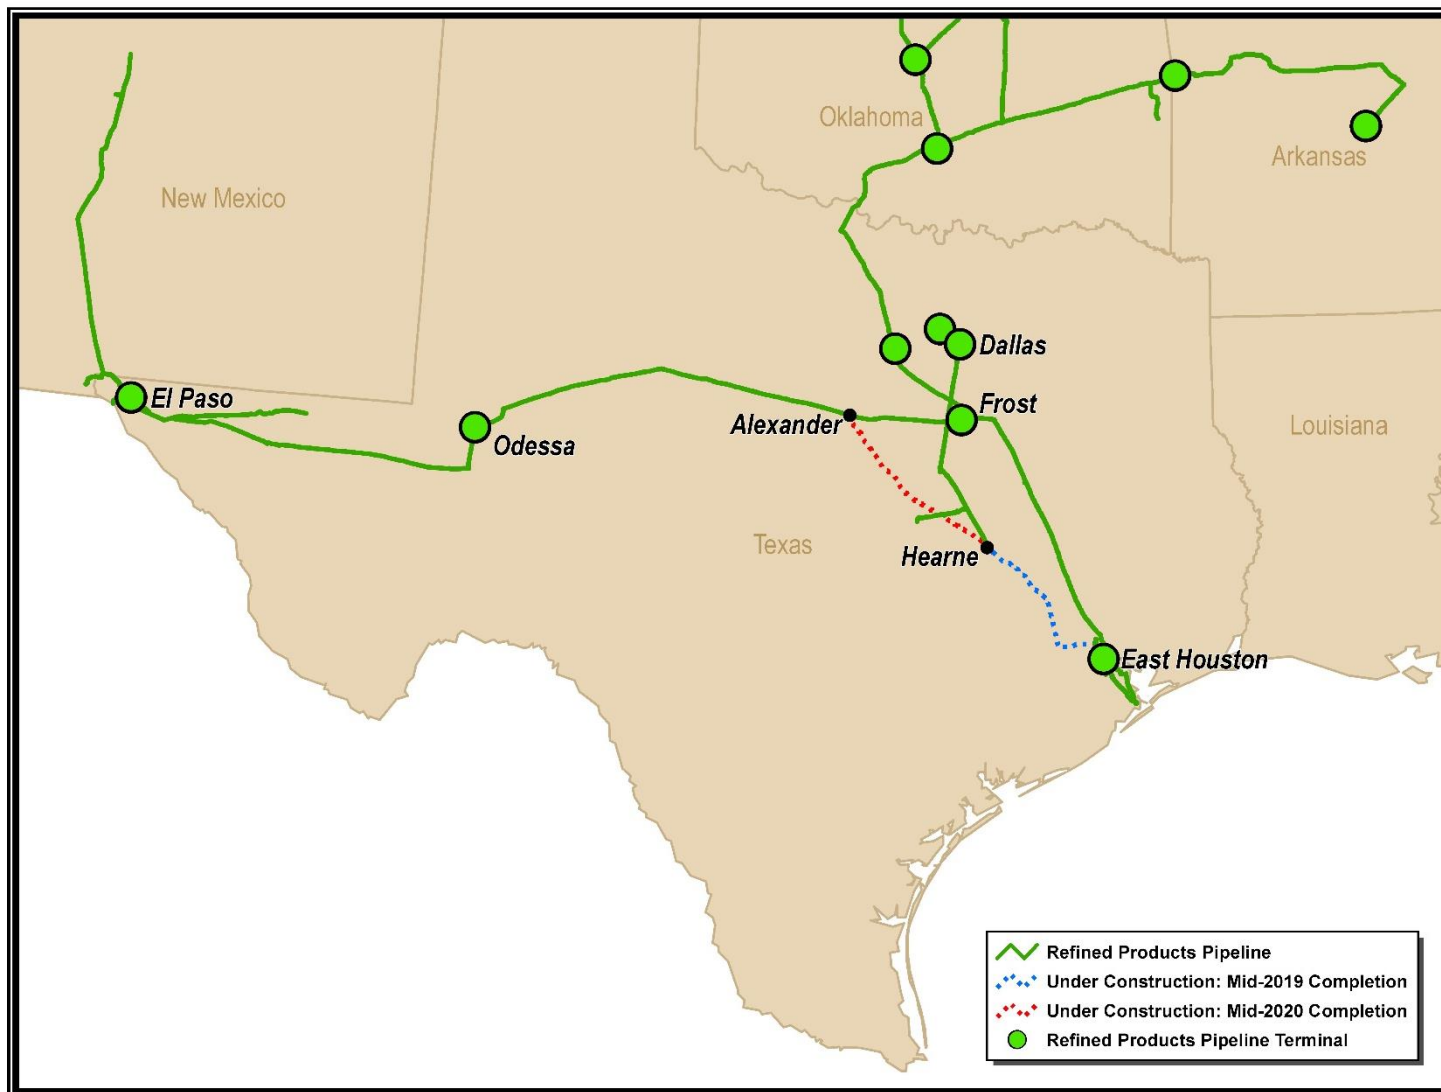 Oklahoma
Arkansas
New Mexico
Dallas
El Paso
Frost
Alexander
Louisiana
Odessa
Texas
Hearne
East Houston
Refined Products Pipeline
Under Construction: Mid-2019 Completion
Under Construction: Mid-2020 Completion
Refined Products Pipeline Terminal